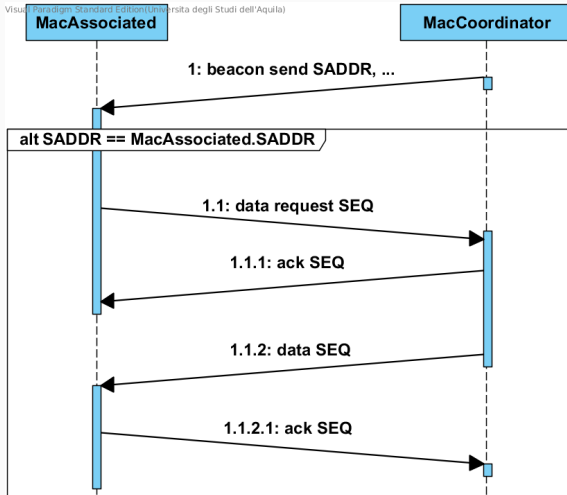 Visual Paradigm Standard Edition(Universita degli Studi dell'Aquila)
MacAssociated
MacCoordinator
1: beacon send SADDR, ...
alt SADDR == MacAssociated.SADDR
1.1: data request SEQ
1.1.1: ack SEQ
1.1.2: data SEQ
1.1.2.1: ack SEQ